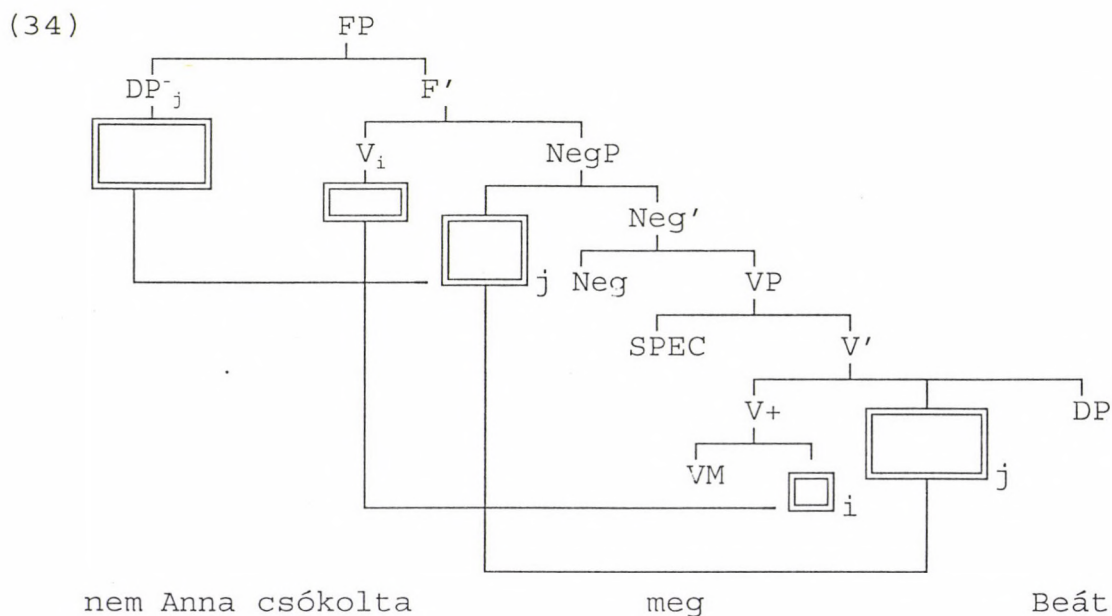 (34) FP
DP⁻ⱼ F′
Vᵢ NegP
Neg′
j Neg VP
SPEC V′
V+ DP
VM i j
nem Anna csókolta meg Beát